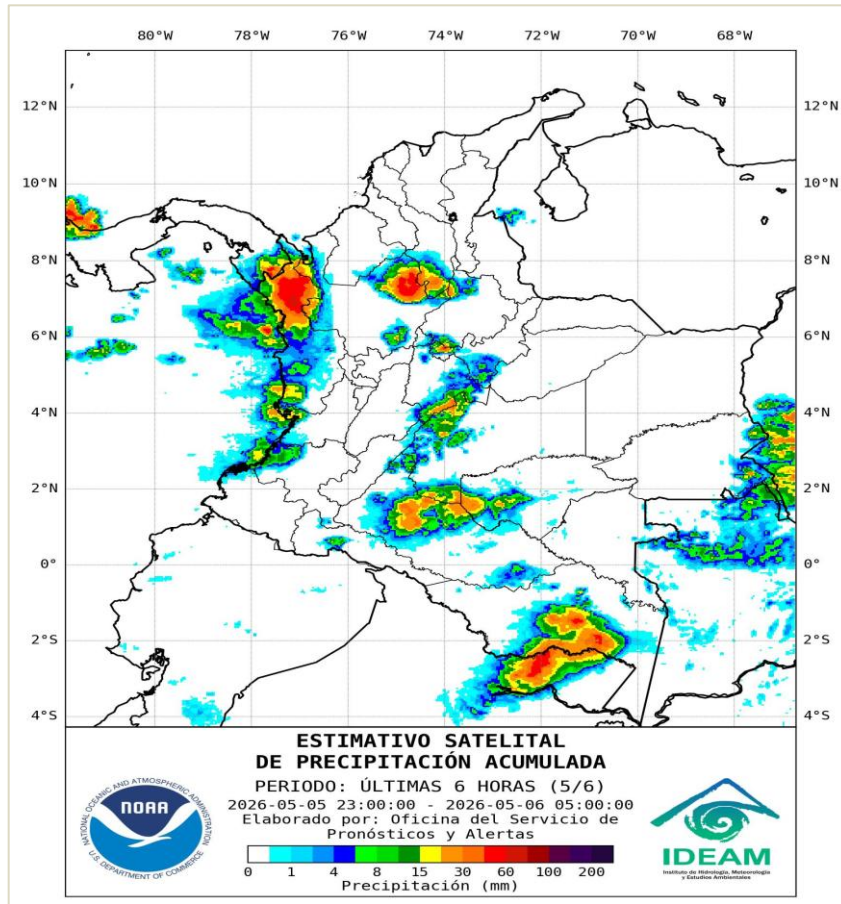 80°W 78°W 76°W 74°W 72°W 70°W 68°W
12°N 12°N
10°N 10°N
8°N 8°N
6°N 6°N
4°N 4°N
2°N 2°N
0° 0°
2°S 2°S
4°S 4°S
ESTIMATIVO SATELITAL
DE PRECIPITACIÓN ACUMULADA
PERIODO: ÚLTIMAS 6 HORAS (5/6)
2026-05-05 23:00:00 - 2026-05-06 05:00:00
Elaborado por: Oficina del Servicio de
Pronósticos y Alertas
0 1 4 8 15 30 60 100 200
Precipitación (mm)
NATIONAL OCEANIC AND ATMOSPHERIC ADMINISTRATION
NOAA
U.S. DEPARTMENT OF COMMERCE
IDEAM
Instituto de Hidrología, Meteorología
y Estudios Ambientales